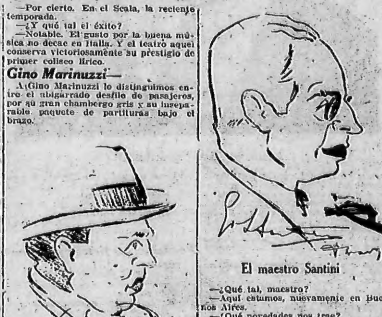 —Por cierto. En el Scala, la reciente
temporada.
—¿Y qué tal el éxito?
—Notable. El gusto por la buena mú-
sica no decae en Italia. Y el teatro aquel
conserva victoriosamente su prestigio de
primer coliseo lírico.
Gino Marinuzzi—
A Gino Marinuzzi lo distinguimos en-
tre el abigarrado desfile de pasajeros,
por su gran chambergo gris y su insepa-
rable paquete de partituras bajo el
brazo.
El maestro Santini
—¿Qué tal, maestro?
—Aquí estamos, nuevamente en Bue-
nos Aires.
—¿Qué novedades nos trae?